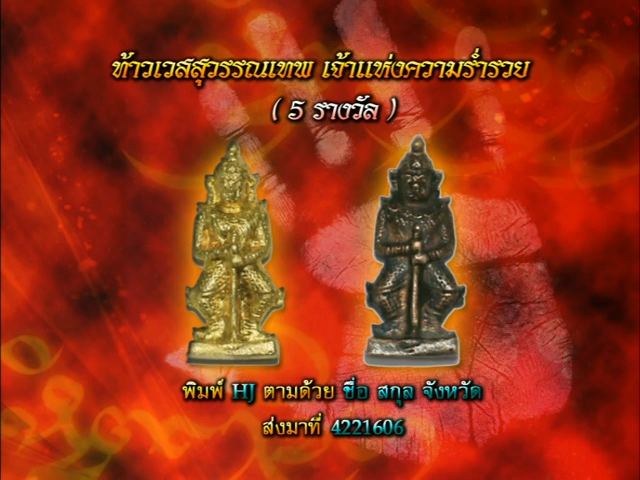 ท้าวเวสสุวรรณเทพ เจ้าแห่งความร่ำรวย
( 5 รางวัล )
พิมพ์ HJ ตามด้วย ชื่อ สกุล จังหวัด
ส่งมาที่ 4221606